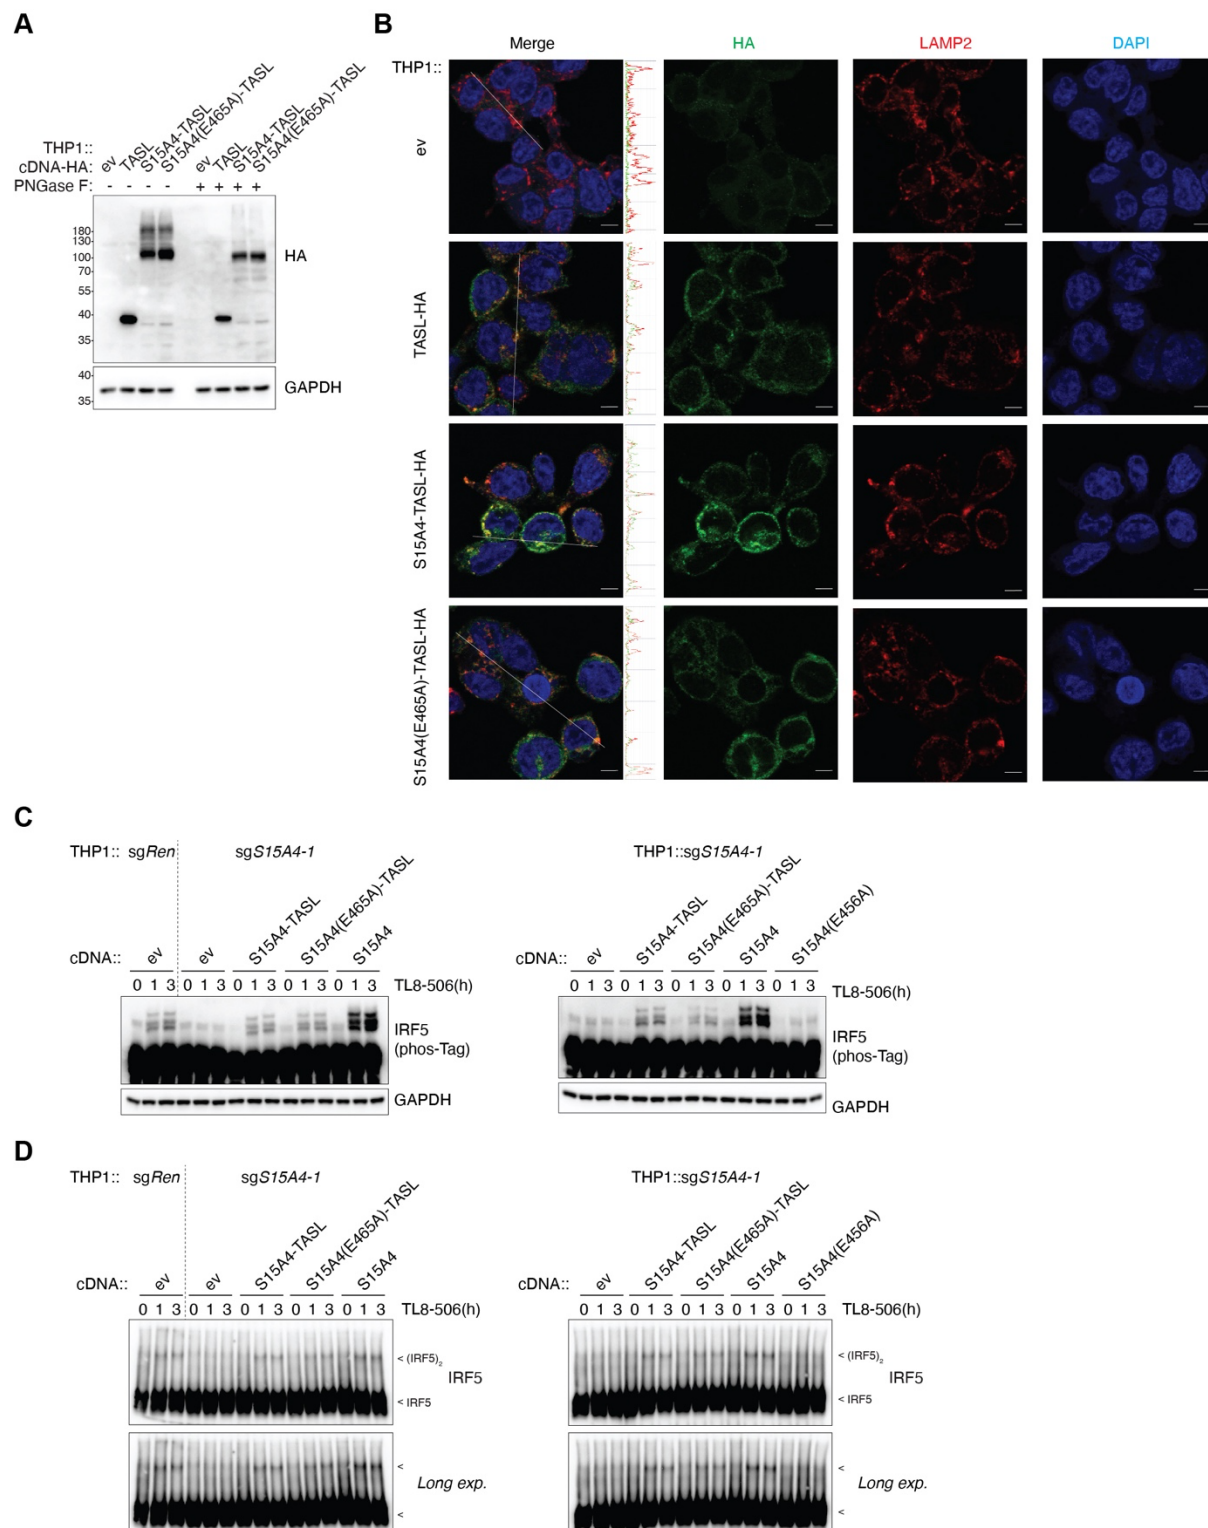 A
THP1::
cDNA-HA:
ev
TASL
S15A4-TASL
S15A4(E465A)-TASL
ev
TASL
S15A4-TASL
S15A4(E465A)-TASL
PNGase F: - - - - + + + +
180
130
100
70
55
40
35
HA
40
35
GAPDH
B
Merge HA LAMP2 DAPI
THP1::
ev
TASL-HA
S15A4-TASL-HA
S15A4(E465A)-TASL-HA
C
THP1:: sgRen sgS15A4-1
cDNA:: ev ev S15A4-TASL S15A4(E465A)-TASL S15A4
0 1 3 0 1 3 0 1 3 0 1 3 0 1 3 TL8-506(h)
IRF5
(phos-Tag)
GAPDH
THP1::sgS15A4-1
cDNA:: ev S15A4-TASL S15A4(E465A)-TASL S15A4 S15A4(E456A)
0 1 3 0 1 3 0 1 3 0 1 3 0 1 3 TL8-506(h)
IRF5
(phos-Tag)
GAPDH
D
THP1:: sgRen sgS15A4-1
cDNA:: ev ev S15A4-TASL S15A4(E465A)-TASL S15A4
0 1 3 0 1 3 0 1 3 0 1 3 0 1 3 TL8-506(h)
< (IRF5)2
IRF5
< IRF5
<
Long exp.
<
THP1::sgS15A4-1
cDNA:: ev S15A4-TASL S15A4(E465A)-TASL S15A4 S15A4(E456A)
0 1 3 0 1 3 0 1 3 0 1 3 0 1 3 TL8-506(h)
< (IRF5)2
IRF5
< IRF5
<
Long exp.
<